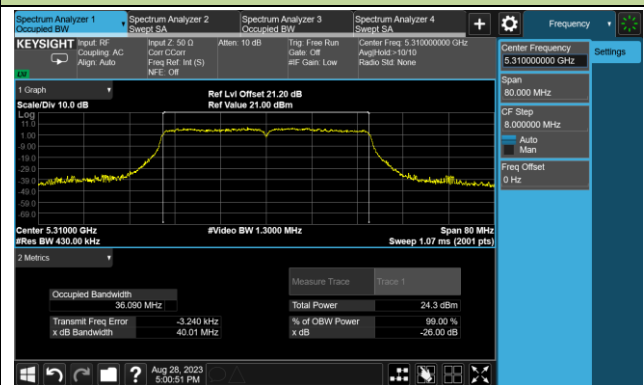 Spectrum Analyzer 1
Occupied BW
Spectrum Analyzer 2
Swept SA
Spectrum Analyzer 3
Occupied BW
Spectrum Analyzer 4
Swept SA
+
Frequency
KEYSIGHT
Input: RF
Coupling: AC
Align: Auto
Input Z: 50 Ω
Corr CCorr
Freq Ref: Int (S)
NFE: Off
Atten: 10 dB
Trig: Free Run
Gate: Off
#IF Gain: Low
Center Freq: 5.310000000 GHz
Avg|Hold:>10/10
Radio Std: None
Center Frequency
5.310000000 GHz
Settings
Span
80.000 MHz
CF Step
8.000000 MHz
Auto
Man
Freq Offset
0 Hz
1 Graph
Scale/Div 10.0 dB
Ref Lvl Offset 21.20 dB
Ref Value 21.00 dBm
Log
11.0
1.00
-9.00
-19.0
-29.0
-39.0
-49.0
-59.0
-69.0
Center 5.31000 GHz
#Res BW 430.00 kHz
#Video BW 1.3000 MHz
Span 80 MHz
Sweep 1.07 ms (2001 pts)
2 Metrics
Measure Trace
Trace 1
Occupied Bandwidth
36.090 MHz
Total Power
24.3 dBm
Transmit Freq Error
-3.240 kHz
% of OBW Power
99.00 %
x dB Bandwidth
40.01 MHz
x dB
-26.00 dB
?
Aug 28, 2023
5:00:51 PM